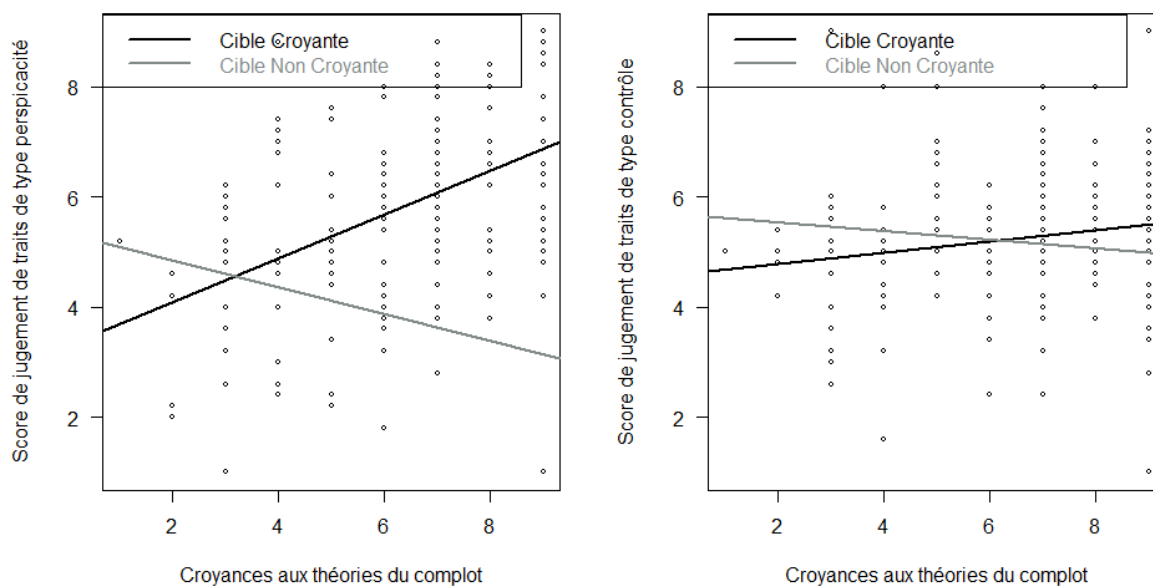 Cible Croyante
Cible Non Croyante
Score de jugement de traits de type perspicacité
8
6
4
2
2
4
6
8
Croyances aux théories du complot
Cible Croyante
Cible Non Croyante
Score de jugement de traits de type contrôle
8
6
4
2
2
4
6
8
Croyances aux théories du complot